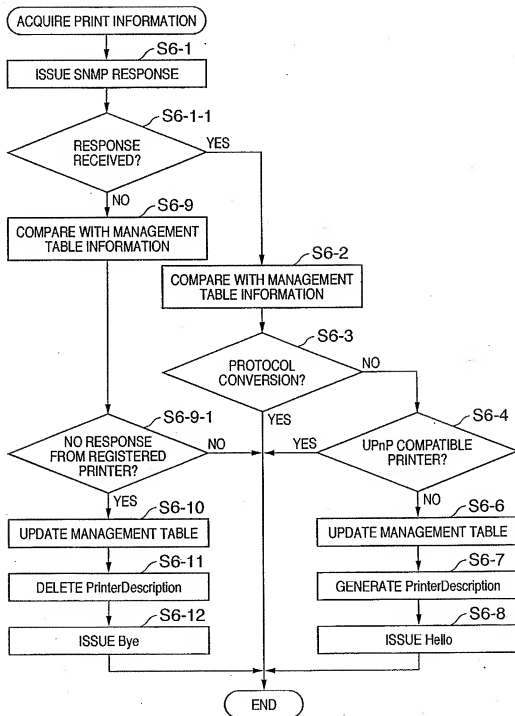 ACQUIRE PRINT INFORMATION
S6-1
ISSUE SNMP RESPONSE
S6-1-1
RESPONSE
RECEIVED?
YES
NO
S6-9
COMPARE WITH MANAGEMENT
TABLE INFORMATION
S6-2
COMPARE WITH MANAGEMENT
TABLE INFORMATION
S6-3
PROTOCOL
CONVERSION?
NO
YES
S6-9-1
NO RESPONSE
FROM REGISTERED
PRINTER?
NO
YES
S6-4
UPnP COMPATIBLE
PRINTER?
YES
NO
S6-10
UPDATE MANAGEMENT TABLE
S6-11
DELETE PrinterDescription
S6-12
ISSUE Bye
S6-6
UPDATE MANAGEMENT TABLE
S6-7
GENERATE PrinterDescription
S6-8
ISSUE Hello
END